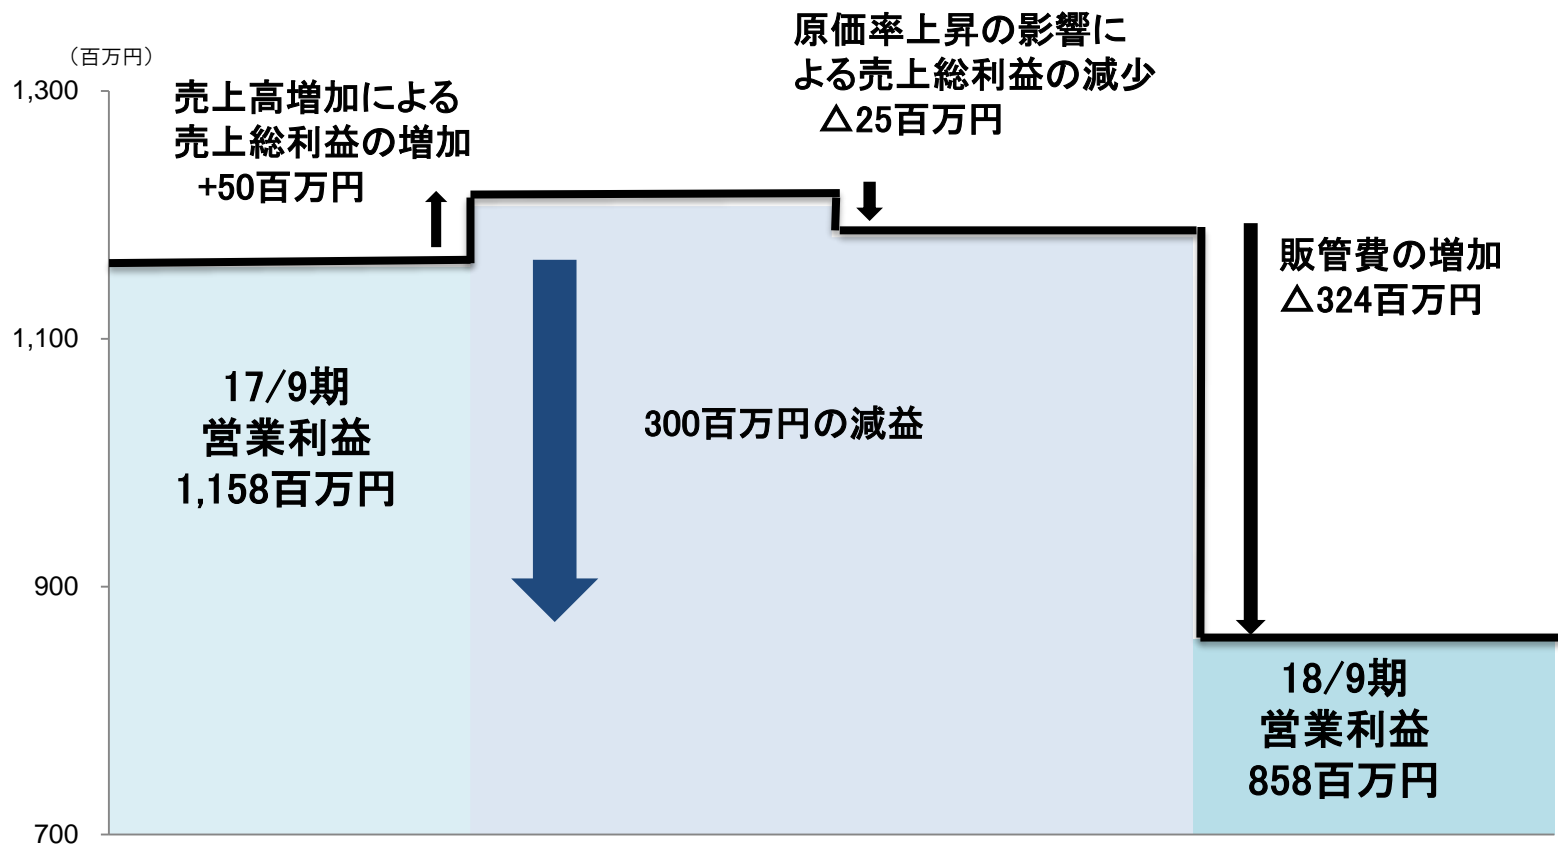 （百万円）
1,300
1,100
900
700
売上高増加による
売上総利益の増加
+50百万円
原価率上昇の影響に
よる売上総利益の減少
△25百万円
販管費の増加
△324百万円
17/9期
営業利益
1,158百万円
300百万円の減益
18/9期
営業利益
858百万円